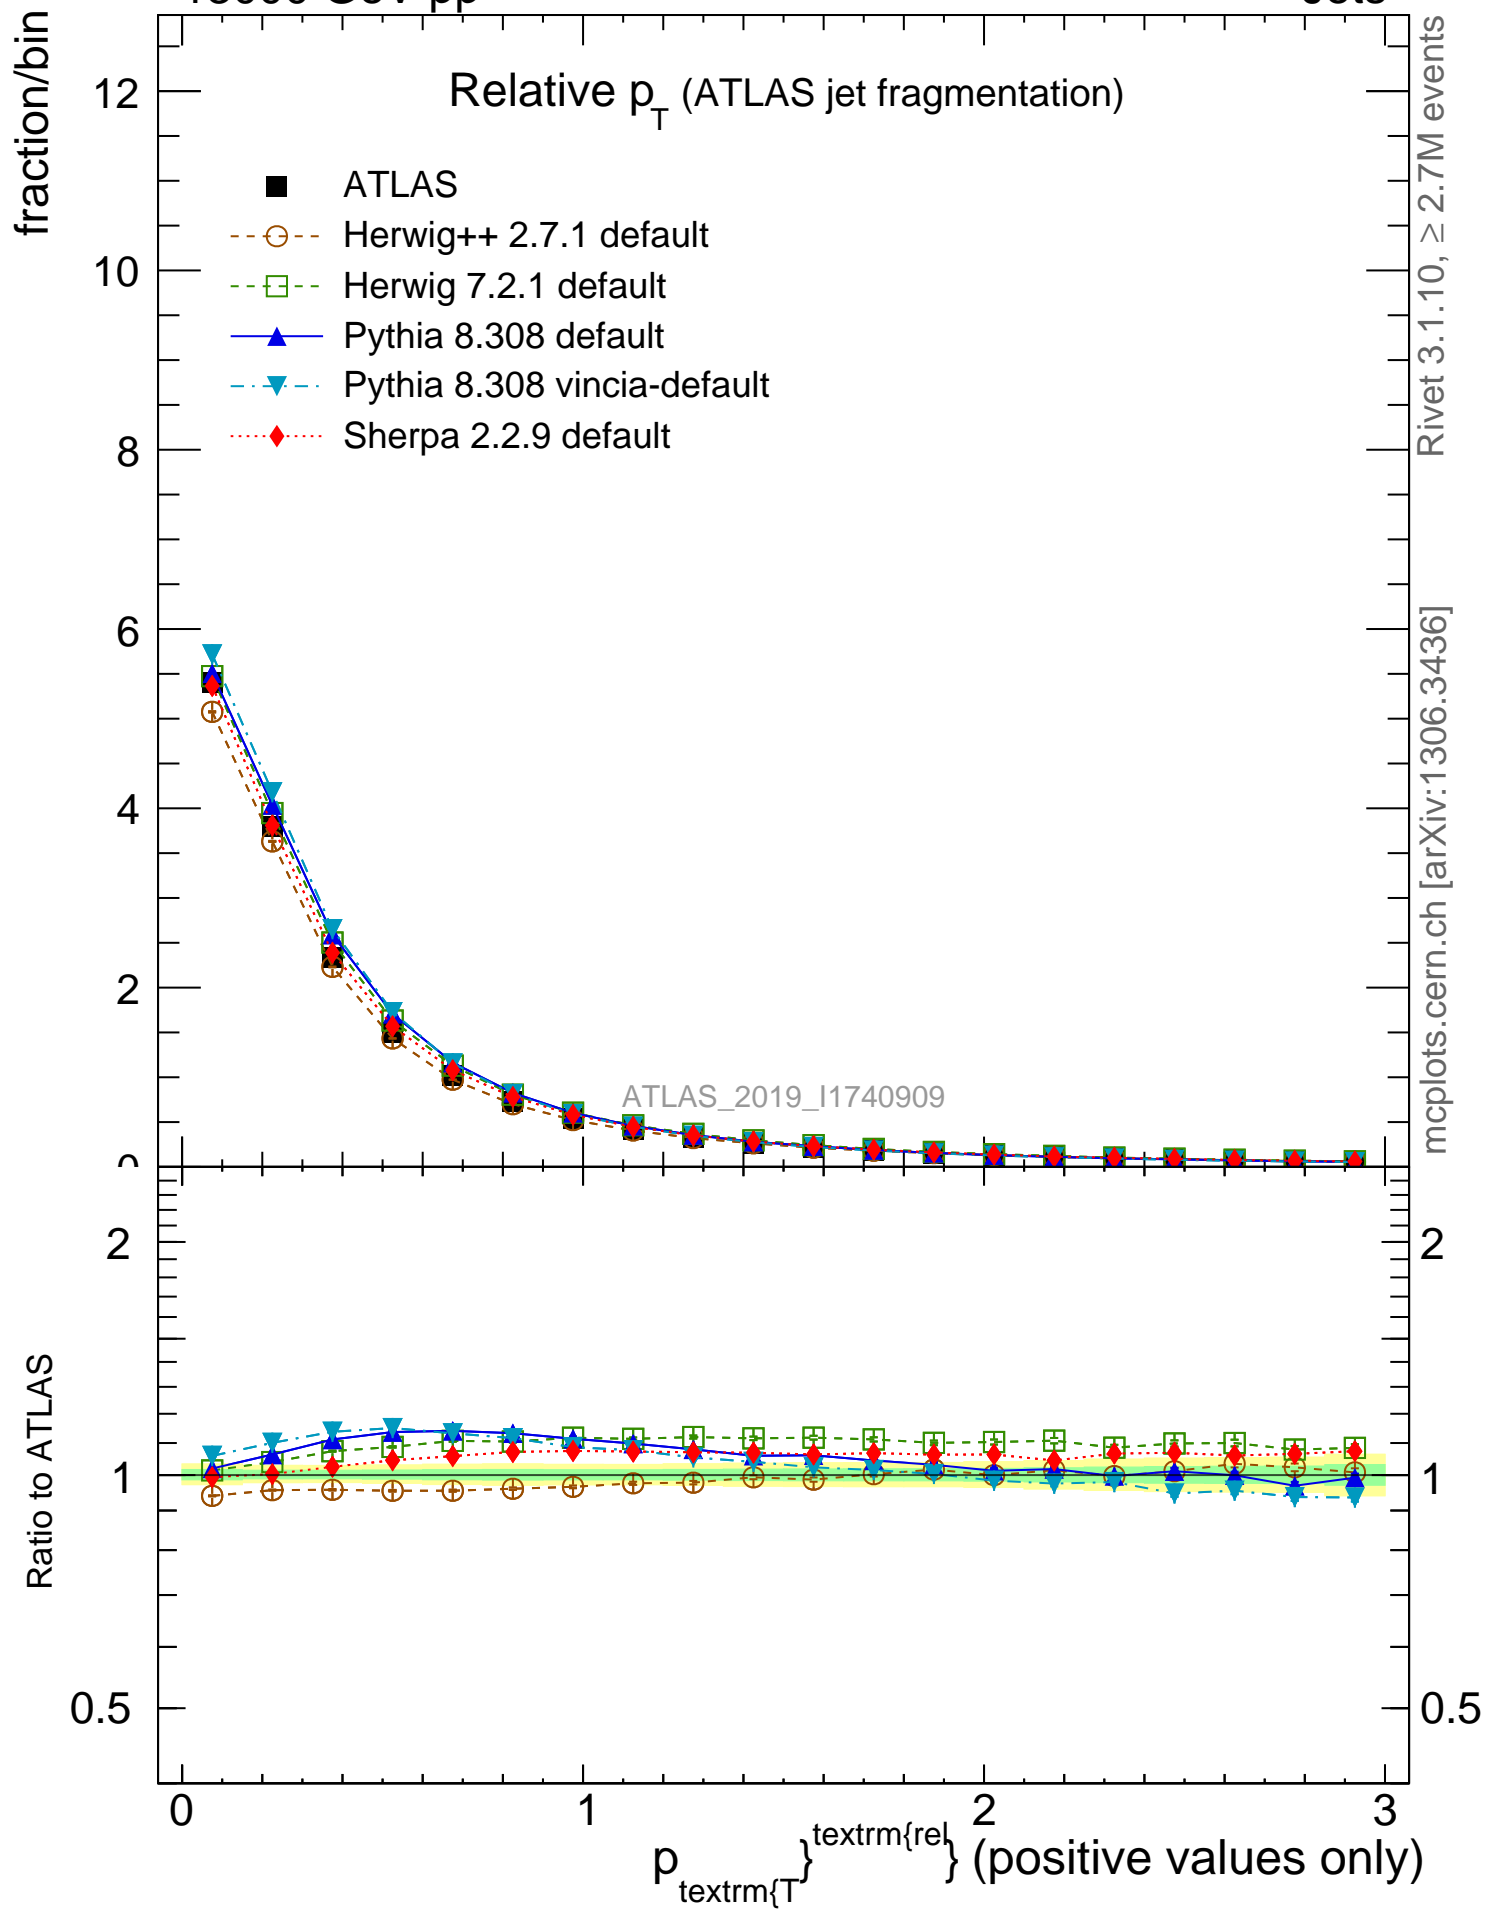 fraction/bin
Relative p_T (ATLAS jet fragmentation)
ATLAS
Herwig++ 2.7.1 default
Herwig 7.2.1 default
Pythia 8.308 default
Pythia 8.308 vincia-default
Sherpa 2.2.9 default
12
10
8
6
4
2
0
ATLAS_2019_I1740909
Rivet 3.1.10, ≥ 2.7M events
mcplots.cern.ch [arXiv:1306.3436]
Ratio to ATLAS
2
1
0.5
2
1
0.5
0 1 2 3
p_textrm{T}^textrm{rel} (positive values only)